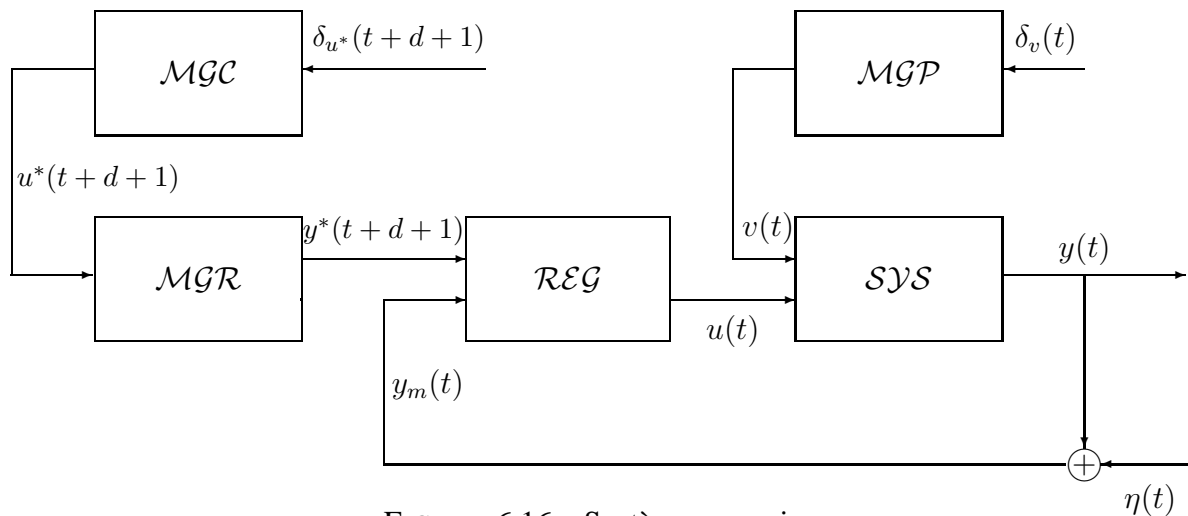 δ_{u*}(t + d + 1)
δ_v(t)
MGC
MGP
u*(t + d + 1)
y*(t + d + 1)
v(t)
y(t)
MGR
REG
SYS
u(t)
y_m(t)
+
η(t)